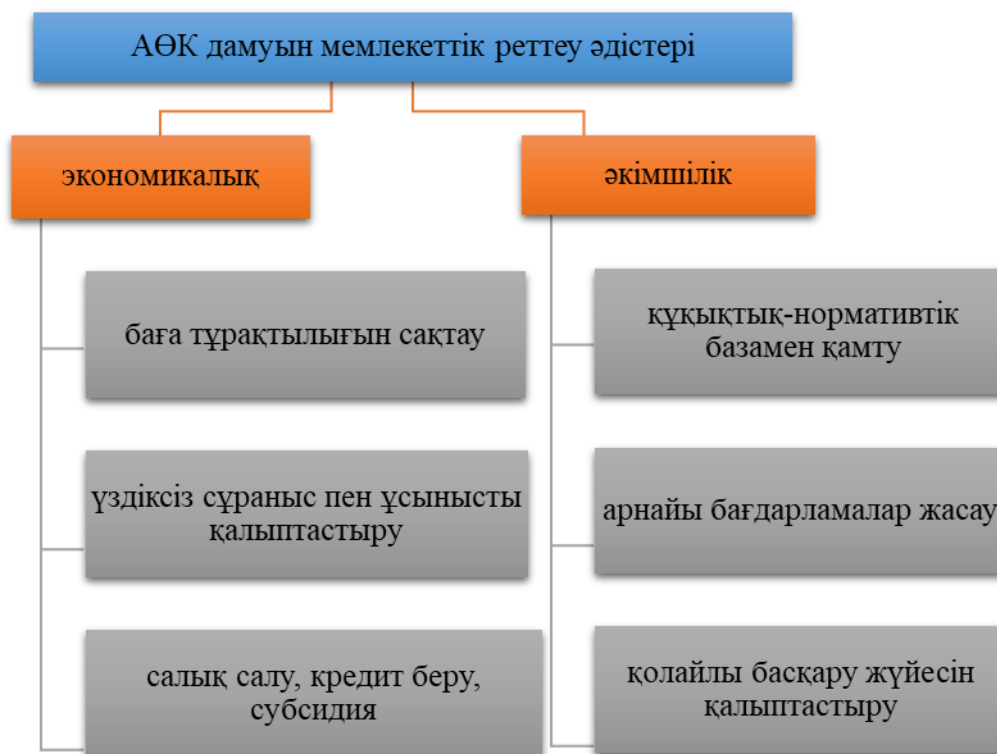 АӨК дамуын мемлекеттік реттеу әдістері
экономикалық
әкімшілік
баға тұрақтылығын сақтау
үздіксіз сұраныс пен ұсынысты
қалыптастыру
салық салу, кредит беру,
субсидия
құқықтық-нормативтік
базамен қамту
арнайы бағдарламалар жасау
қолайлы басқару жүйесін
қалыптастыру